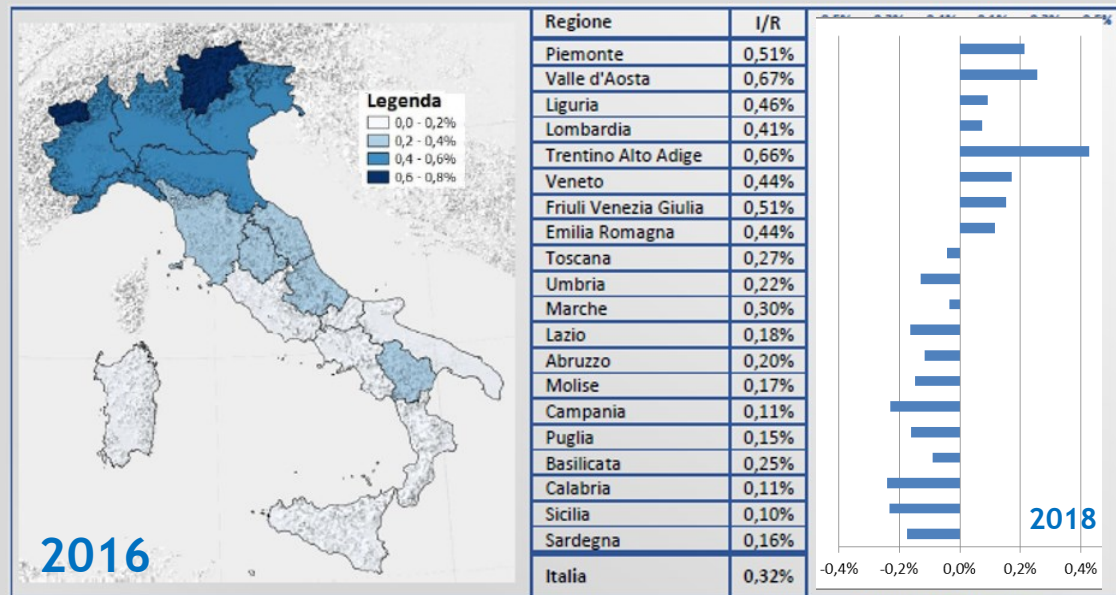 Legenda
0,0 - 0,2%
0,2 - 0,4%
0,4 - 0,6%
0,6 - 0,8%
2016
Regione I/R
Piemonte 0,51%
Valle d'Aosta 0,67%
Liguria 0,46%
Lombardia 0,41%
Trentino Alto Adige 0,66%
Veneto 0,44%
Friuli Venezia Giulia 0,51%
Emilia Romagna 0,44%
Toscana 0,27%
Umbria 0,22%
Marche 0,30%
Lazio 0,18%
Abruzzo 0,20%
Molise 0,17%
Campania 0,11%
Puglia 0,15%
Basilicata 0,25%
Calabria 0,11%
Sicilia 0,10%
Sardegna 0,16%
Italia 0,32%
2018
-0,4% -0,2% 0,0% 0,2% 0,4%